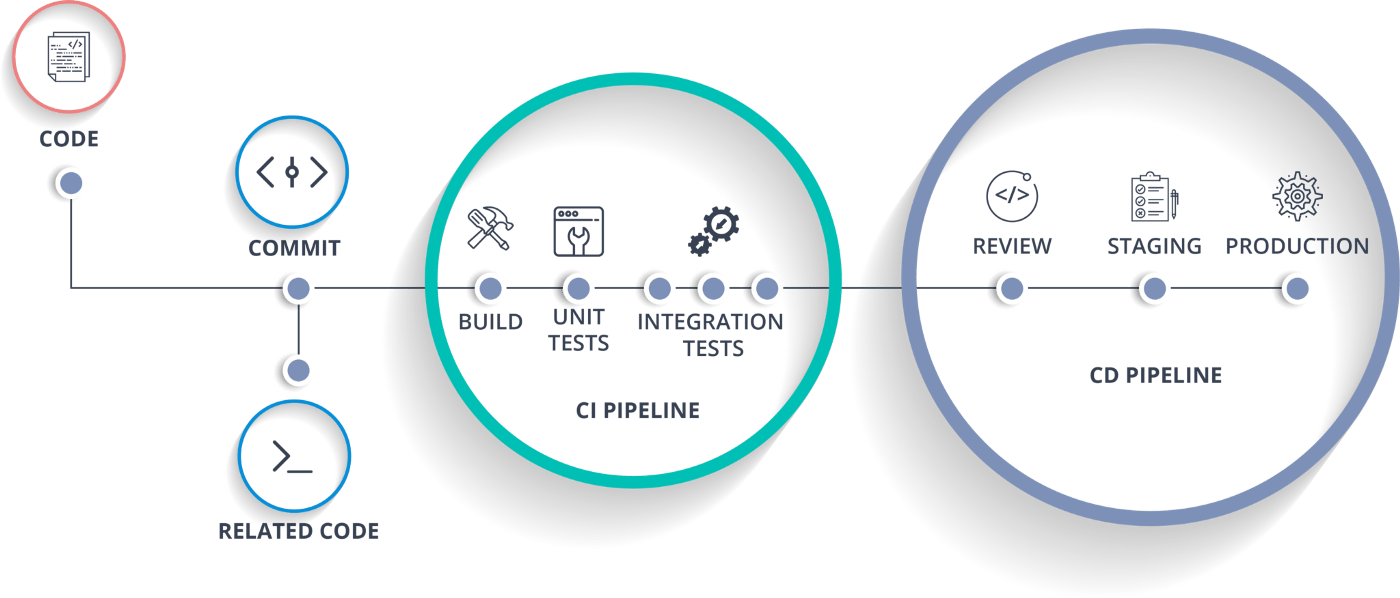 CODE
COMMIT
RELATED CODE
BUILD
UNIT
TESTS
INTEGRATION
TESTS
CI PIPELINE
REVIEW
STAGING
PRODUCTION
CD PIPELINE